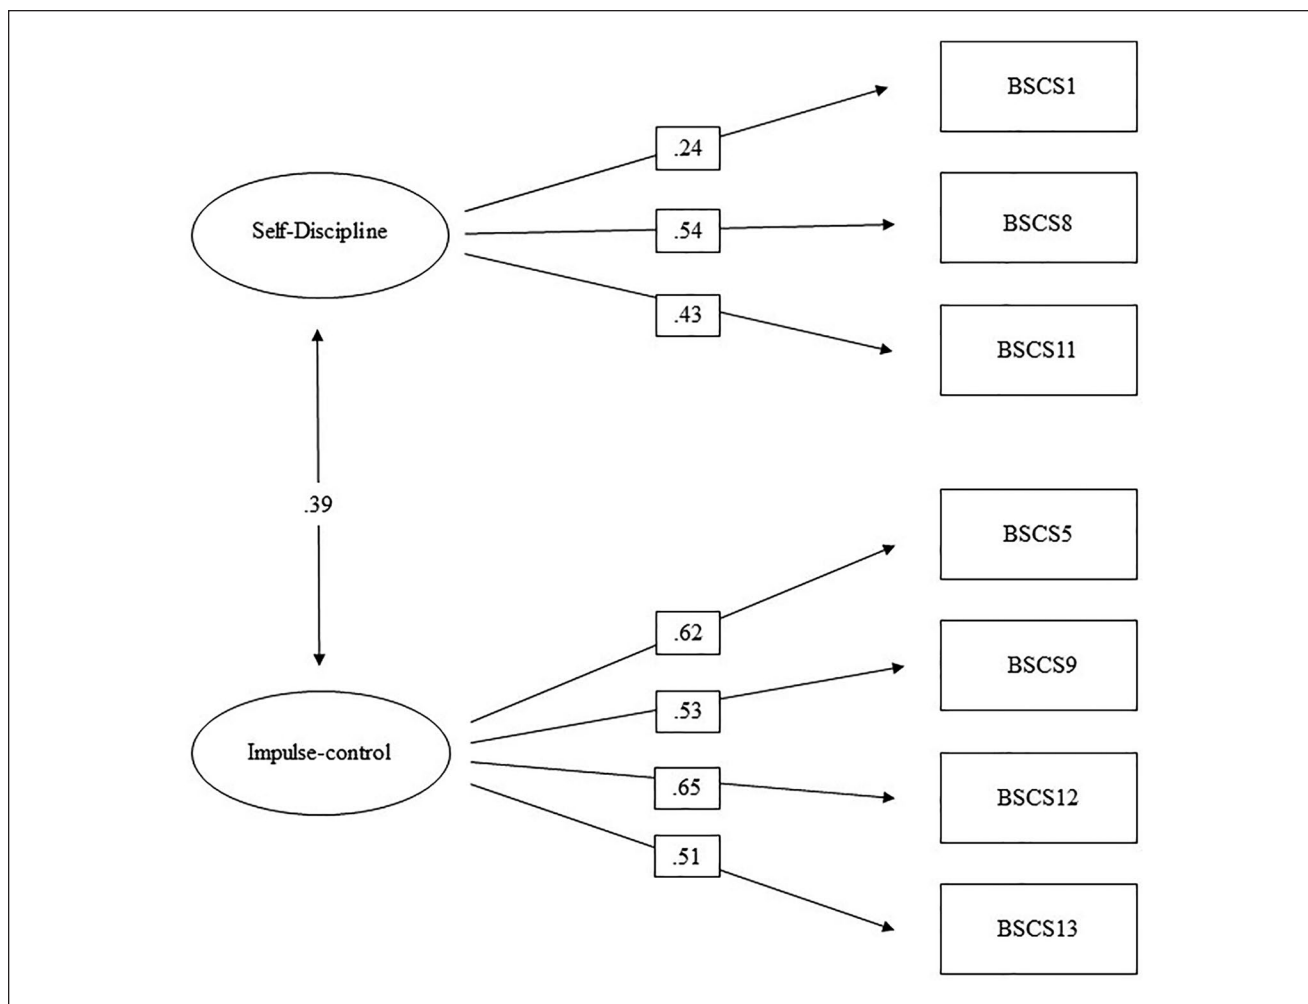 BSCS1
.24
Self-Discipline
.54
BSCS8
.43
BSCS11
.39
BSCS5
.62
BSCS9
.53
Impulse-control
.65
BSCS12
.51
BSCS13